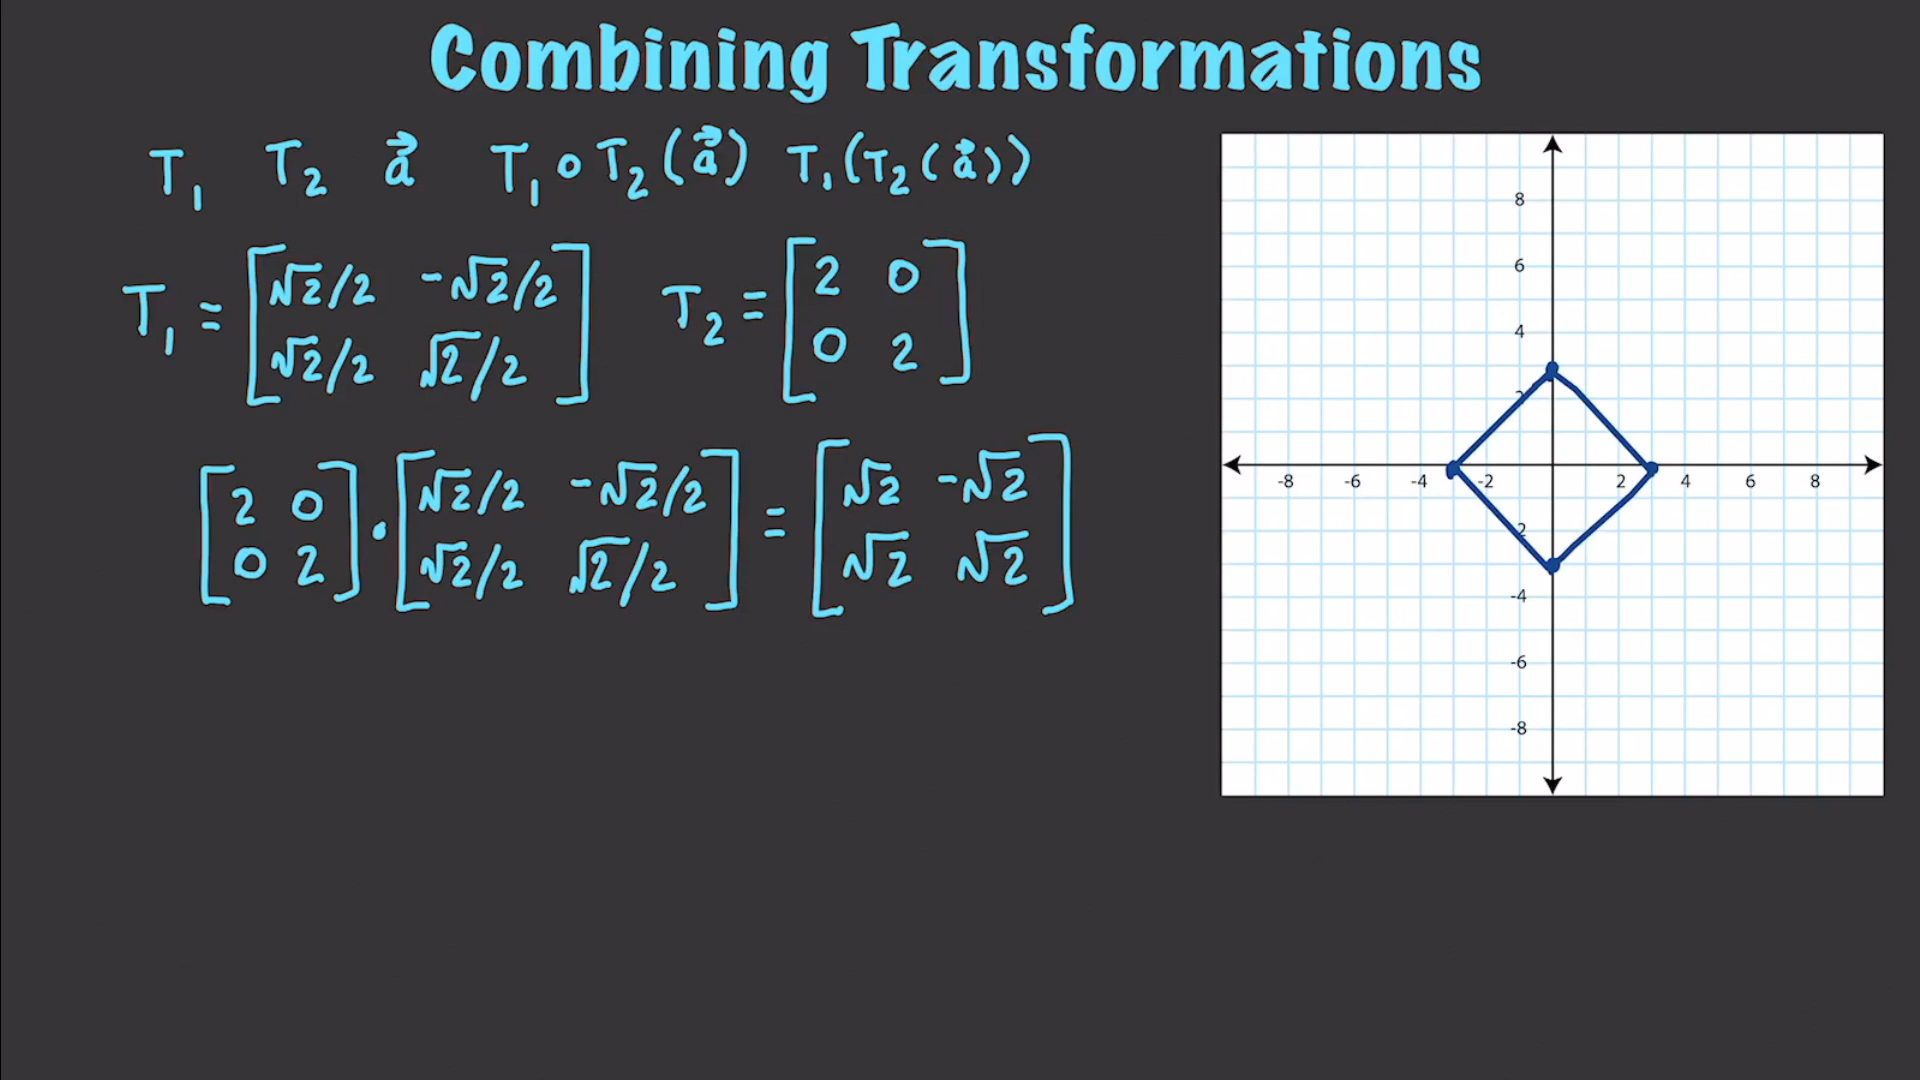 Combining Transformations
T₁ T₂ a⃗ T₁∘T₂(a⃗) T₁(T₂(a⃗))
T₁ = [√2/2 -√2/2
√2/2 √2/2] T₂ = [2 0
0 2]
[2 0
0 2] · [√2/2 -√2/2
√2/2 √2/2] = [√2 -√2
√2 √2]
8
6
4
2
-8 -6 -4 -2 2 4 6 8
2
-4
-6
-8